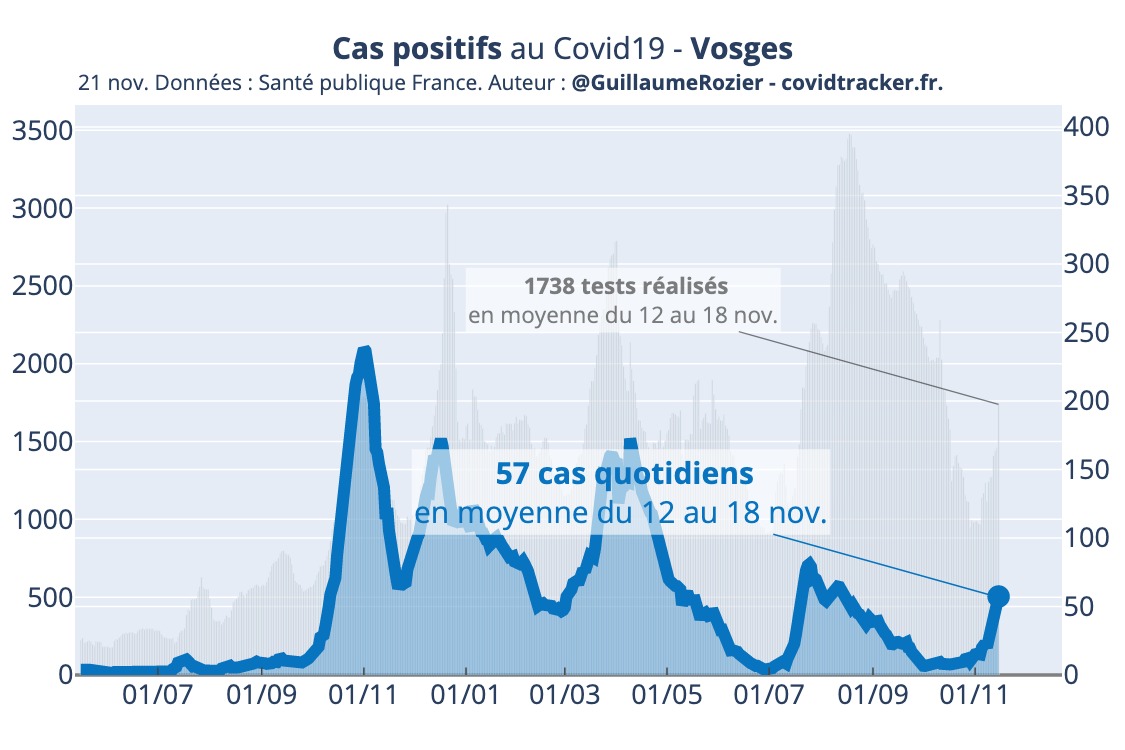 Cas positifs au Covid19 - Vosges
21 nov. Données : Santé publique France. Auteur : @GuillaumeRozier - covidtracker.fr.
3500
3000
2500
2000
1500
1000
500
0
400
350
300
250
200
150
100
50
0
1738 tests réalisés
en moyenne du 12 au 18 nov.
57 cas quotidiens
en moyenne du 12 au 18 nov.
01/07 01/09 01/11 01/01 01/03 01/05 01/07 01/09 01/11